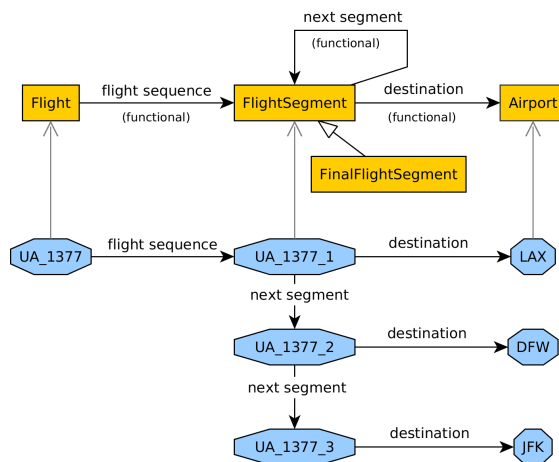 next segment
(functional)
Flight
flight sequence
(functional)
FlightSegment
destination
(functional)
Airport
FinalFlightSegment
UA_1377
flight sequence
UA_1377_1
destination
LAX
next segment
UA_1377_2
destination
DFW
next segment
UA_1377_3
destination
JFK